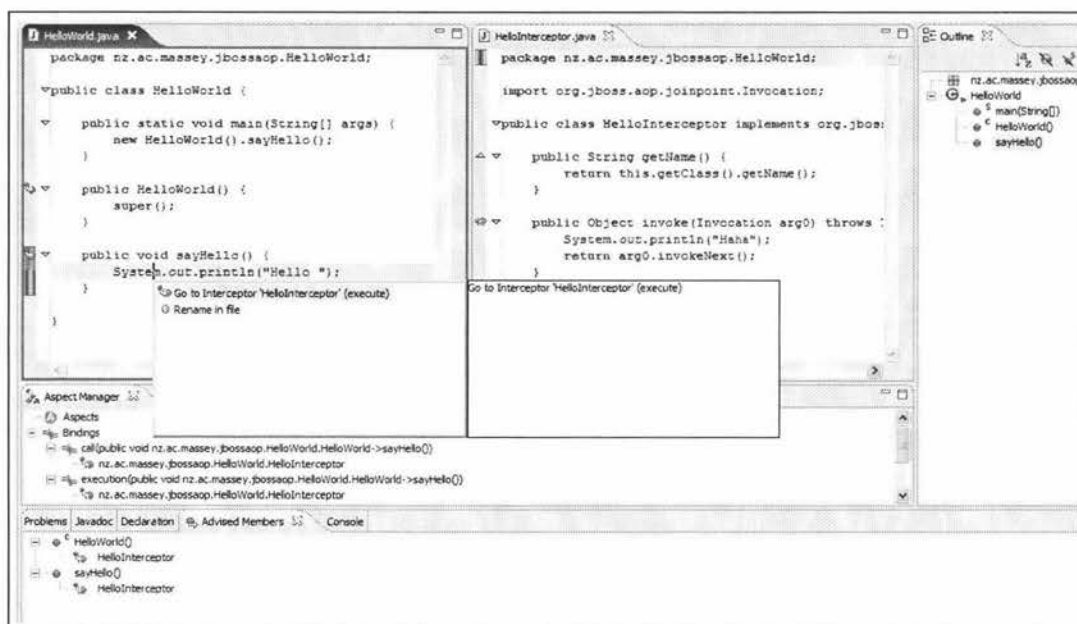 HelloWorld.java
package nz.ac.massey.jbossaop.HelloWorld;
public class HelloWorld {
public static void main(String[] args) {
new HelloWorld().sayHello();
}
public HelloWorld() {
super();
}
public void sayHello() {
System.out.println("Hello ");
}
}
HelloInterceptor.java
package nz.ac.massey.jbossaop.HelloWorld;
import org.jboss.aop.joinpoint.Invocation;
public class HelloInterceptor implements org.jbos
public String getName() {
return this.getClass().getName();
}
public Object invoke(Invocation arg0) throws
System.out.println("Haha");
return arg0.invokeNext();
}
Go to Interceptor 'HelloInterceptor' (execute)
Rename in file
Go to Interceptor 'HelloInterceptor' (execute)
Outline
nz.ac.massey.jbossaop
HelloWorld
main(String[])
HelloWorld()
sayHello()
Aspect Manager
Aspects
Bindings
call(public void nz.ac.massey.jbossaop.HelloWorld.HelloWorld->sayHello())
nz.ac.massey.jbossaop.HelloWorld.HelloInterceptor
execution(public void nz.ac.massey.jbossaop.HelloWorld.HelloWorld->sayHello())
nz.ac.massey.jbossaop.HelloWorld.HelloInterceptor
Problems Javadoc Declaration Advised Members Console
HelloWorld()
HelloInterceptor
sayHello()
HelloInterceptor